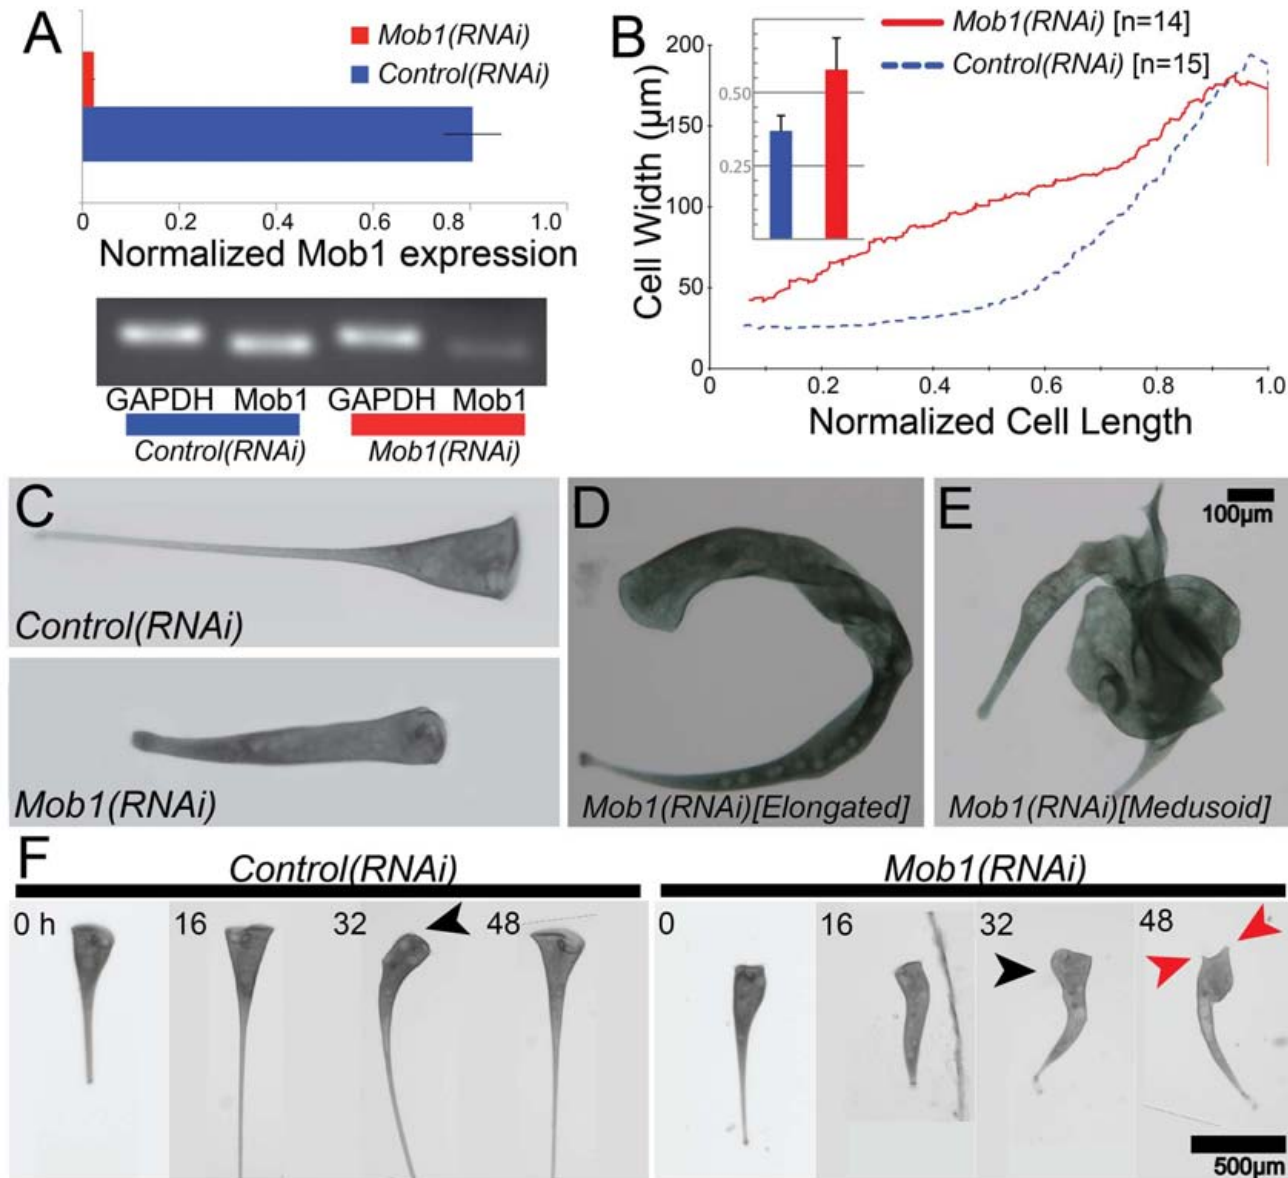 A
Mob1(RNAi)
Control(RNAi)
0 0.2 0.4 0.6 0.8 1.0
Normalized Mob1 expression
GAPDH Mob1 GAPDH Mob1
Control(RNAi) Mob1(RNAi)
B
Mob1(RNAi) [n=14]
Control(RNAi) [n=15]
Cell Width (μm)
200
150
100
50
0
0.50
0.25
0 0.2 0.4 0.6 0.8 1.0
Normalized Cell Length
C
Control(RNAi)
Mob1(RNAi)
D
Mob1(RNAi)[Elongated]
E
100μm
Mob1(RNAi)[Medusoid]
F
Control(RNAi) Mob1(RNAi)
0 h 16 32 48 0 16 32 48
500μm